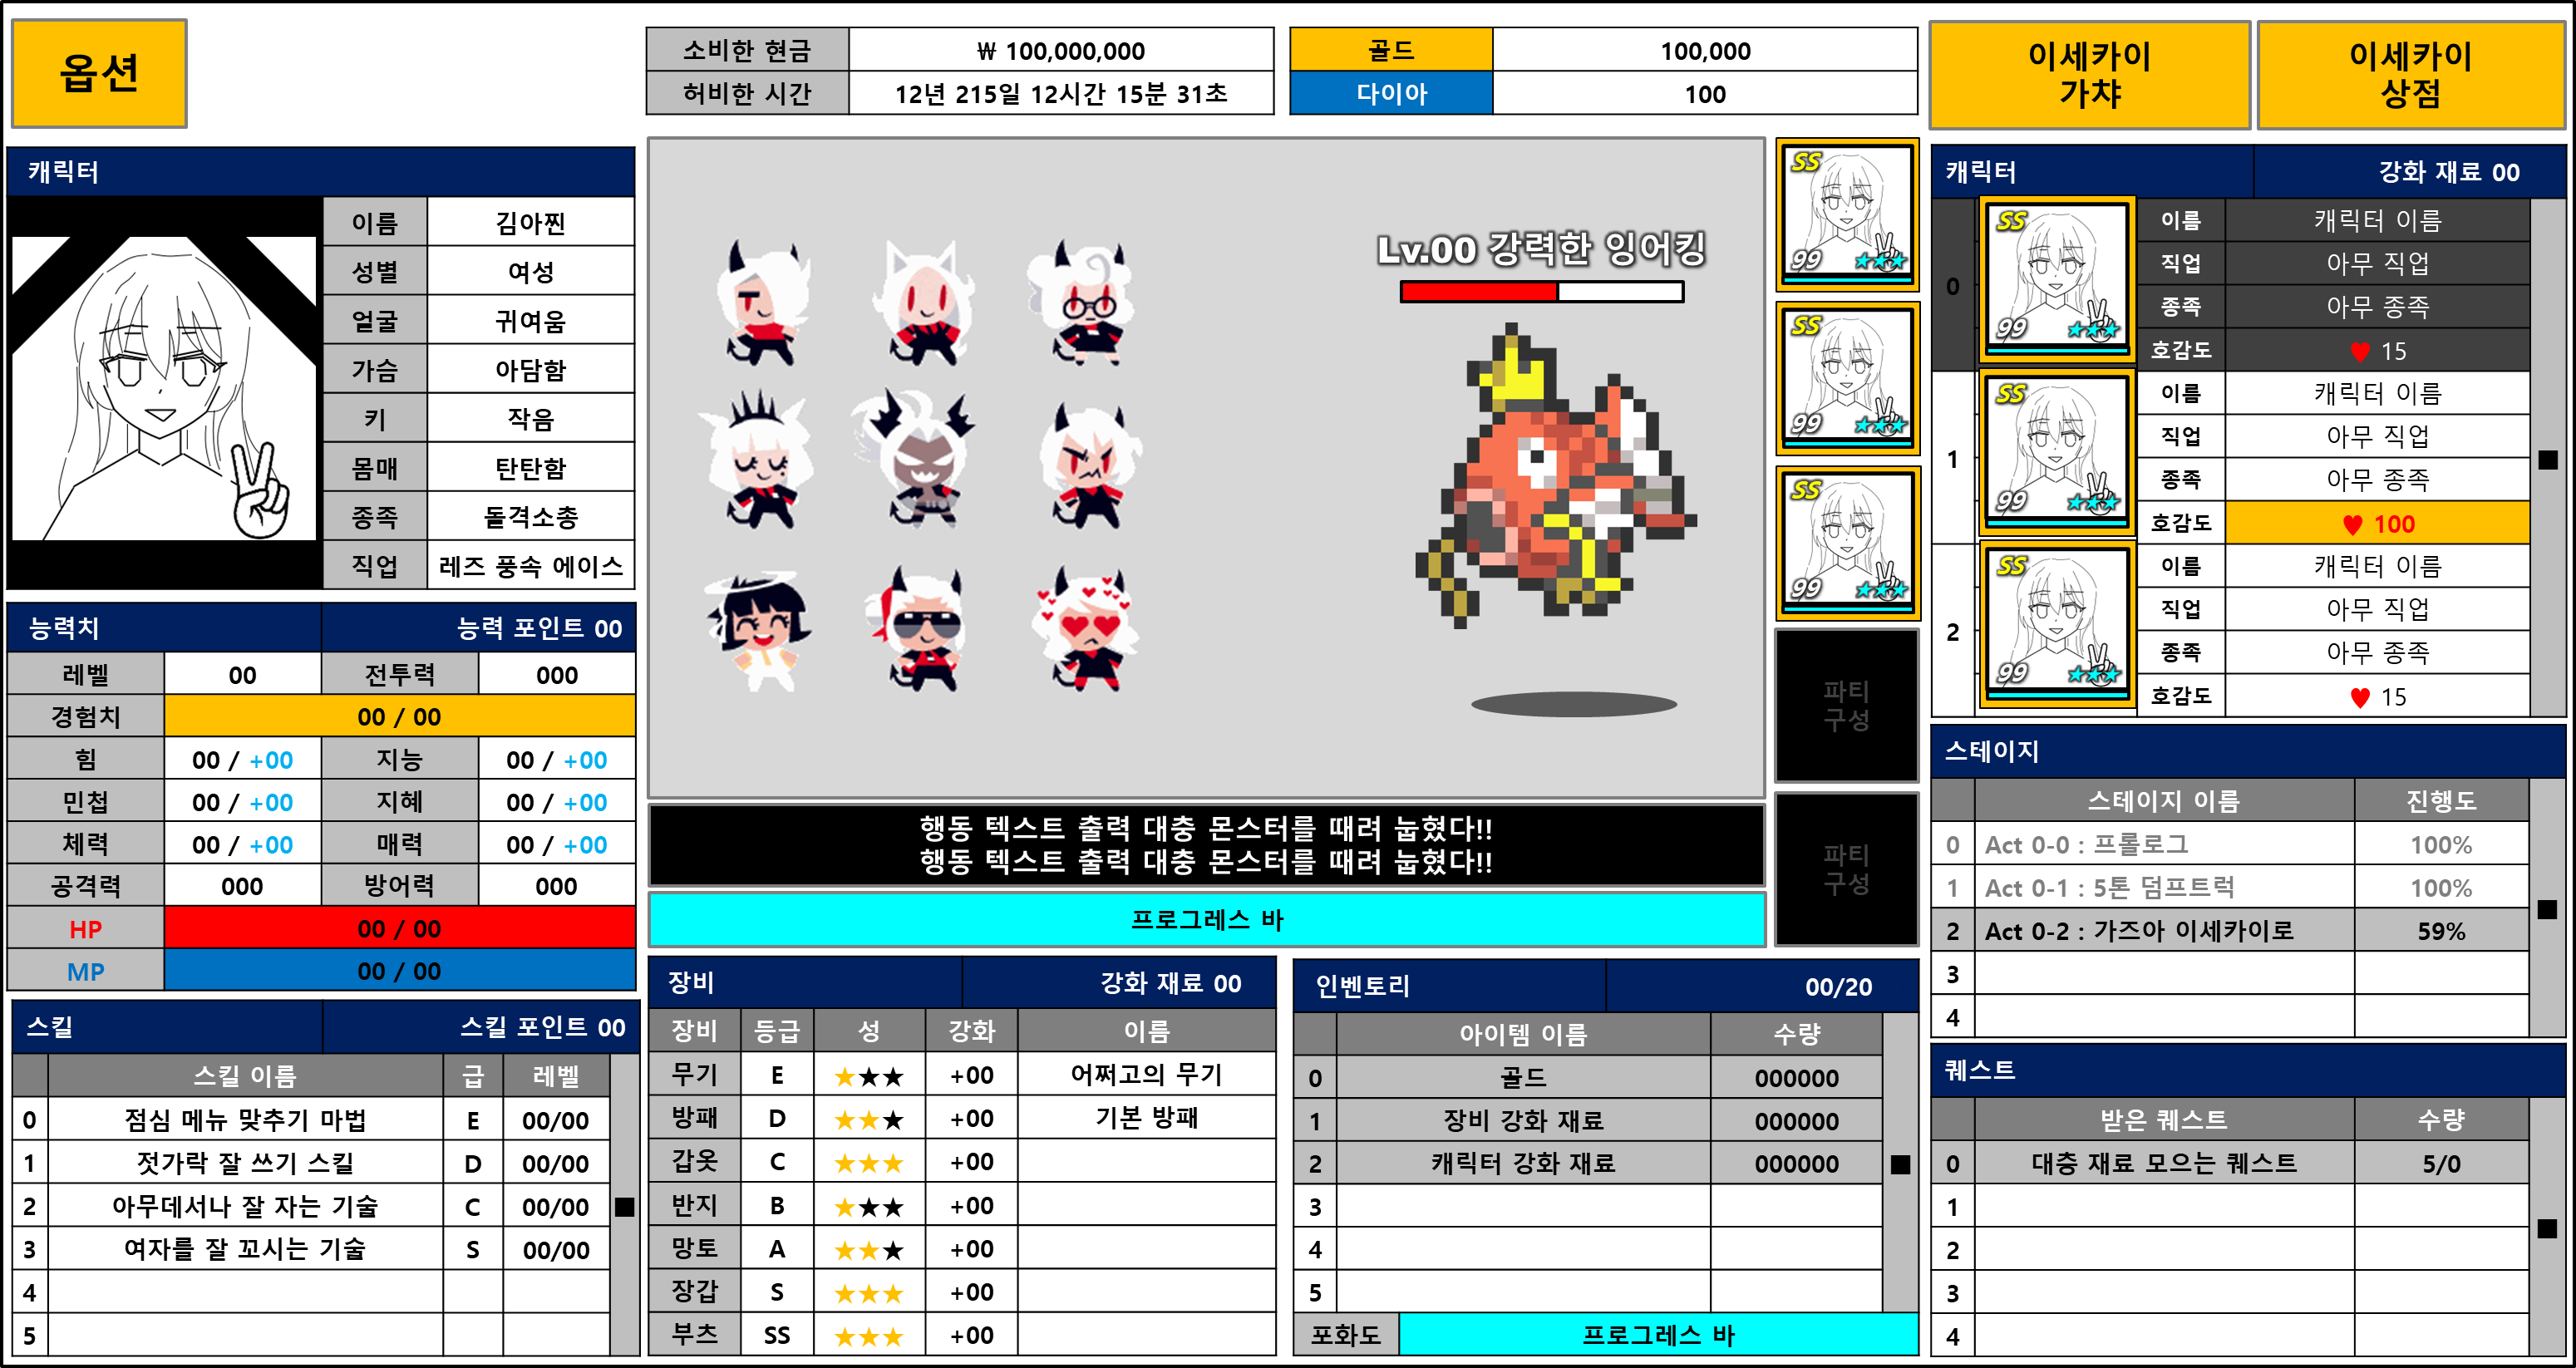 옵션
소비한 현금 ₩ 100,000,000
허비한 시간 12년 215일 12시간 15분 31초
골드 100,000
다이아 100
이세카이
가챠
이세카이
상점
캐릭터
이름 김아찐
성별 여성
얼굴 귀여움
가슴 아담함
키 작음
몸매 탄탄함
종족 돌격소총
직업 레즈 풍속 에이스
능력치 능력 포인트 00
레벨 00 전투력 000
경험치 00 / 00
힘 00 / +00 지능 00 / +00
민첩 00 / +00 지혜 00 / +00
체력 00 / +00 매력 00 / +00
공격력 000 방어력 000
HP 00 / 00
MP 00 / 00
스킬 스킬 포인트 00
스킬 이름 급 레벨
0 점심 메뉴 맞추기 마법 E 00/00
1 젓가락 잘 쓰기 스킬 D 00/00
2 아무데서나 잘 자는 기술 C 00/00
3 여자를 잘 꼬시는 기술 S 00/00
4
5
Lv.00 강력한 잉어킹
SS
99 ★★★
SS
99 ★★★
SS
99 ★★★
파티
구성
파티
구성
행동 텍스트 출력 대충 몬스터를 때려 눕혔다!!
행동 텍스트 출력 대충 몬스터를 때려 눕혔다!!
프로그레스 바
장비 강화 재료 00
장비 등급 성 강화 이름
무기 E ★★★ +00 어쩌고의 무기
방패 D ★★★ +00 기본 방패
갑옷 C ★★★ +00
반지 B ★★★ +00
망토 A ★★★ +00
장갑 S ★★★ +00
부츠 SS ★★★ +00
인벤토리 00/20
아이템 이름 수량
0 골드 000000
1 장비 강화 재료 000000
2 캐릭터 강화 재료 000000
3
4
5
포화도 프로그레스 바
캐릭터 강화 재료 00
0
SS
99 ★★★
이름 캐릭터 이름
직업 아무 직업
종족 아무 종족
호감도 ♥ 15
1
SS
99 ★★★
이름 캐릭터 이름
직업 아무 직업
종족 아무 종족
호감도 ♥ 100
2
SS
99 ★★★
이름 캐릭터 이름
직업 아무 직업
종족 아무 종족
호감도 ♥ 15
스테이지
스테이지 이름 진행도
0 Act 0-0 : 프롤로그 100%
1 Act 0-1 : 5톤 덤프트럭 100%
2 Act 0-2 : 가즈아 이세카이로 59%
3
4
퀘스트
받은 퀘스트 수량
0 대충 재료 모으는 퀘스트 5/0
1
2
3
4